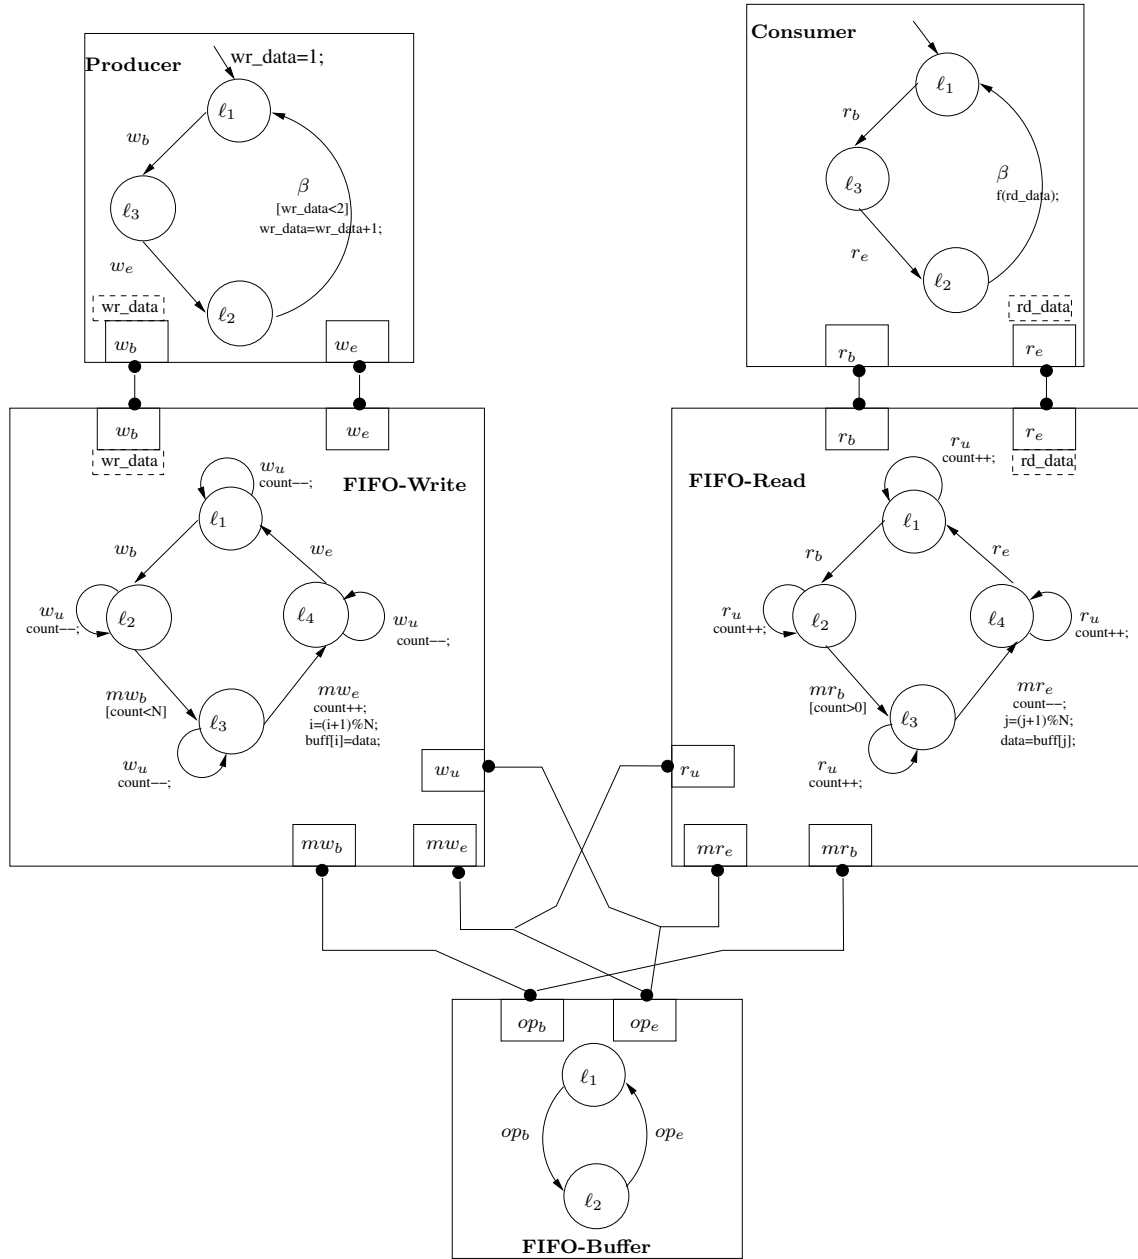 Producer
wr_data=1;
ℓ1
w_b
ℓ3
β
[wr_data<2]
wr_data=wr_data+1;
w_e
ℓ2
wr_data
w_b
w_e
Consumer
ℓ1
r_b
ℓ3
β
f(rd_data);
r_e
ℓ2
rd_data
r_b
r_e
w_b
w_e
wr_data
FIFO-Write
w_u
count--;
ℓ1
w_b
w_e
w_u
count--;
ℓ2
ℓ4
w_u
count--;
mw_b
[count<N]
ℓ3
mw_e
count++;
i=(i+1)%N;
buff[i]=data;
w_u
count--;
w_u
mw_b
mw_e
r_b
r_e
rd_data
FIFO-Read
r_u
count++;
ℓ1
r_b
r_e
r_u
count++;
ℓ2
ℓ4
r_u
count++;
mr_b
[count>0]
ℓ3
mr_e
count--;
j=(j+1)%N;
data=buff[j];
r_u
count++;
r_u
mr_e
mr_b
op_b
op_e
ℓ1
op_b
op_e
ℓ2
FIFO-Buffer